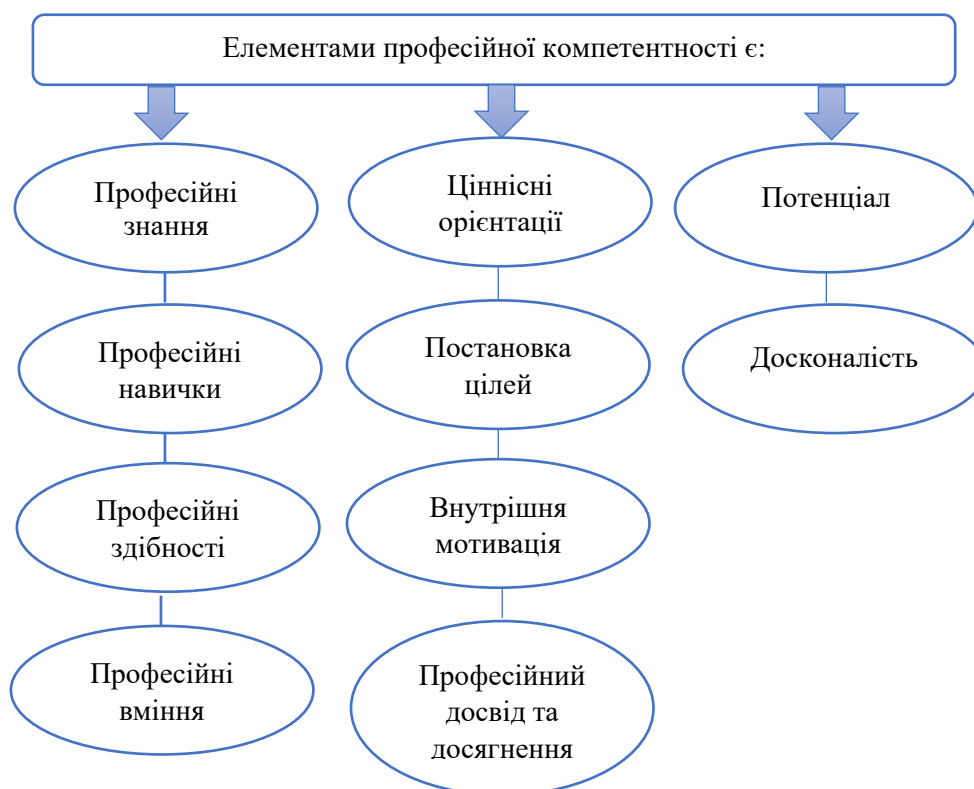 Елементами професійної компетентності є:
Професійні
знання
Ціннісні
орієнтації
Потенціал
Професійні
навички
Постановка
цілей
Досконалість
Професійні
здібності
Внутрішня
мотивація
Професійні
вміння
Професійний
досвід та
досягнення